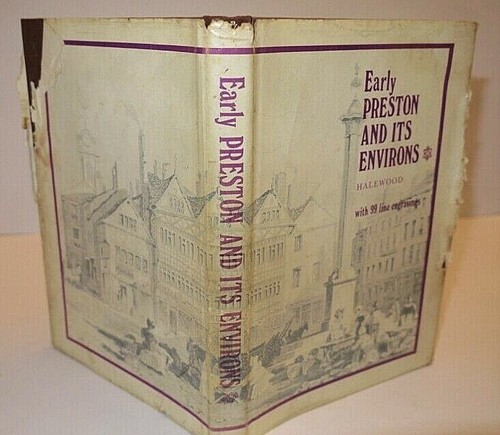 Early PRESTON AND ITS ENVIRONS
Early
PRESTON
AND ITS
ENVIRONS
HALEWOOD
with 99 line engravings